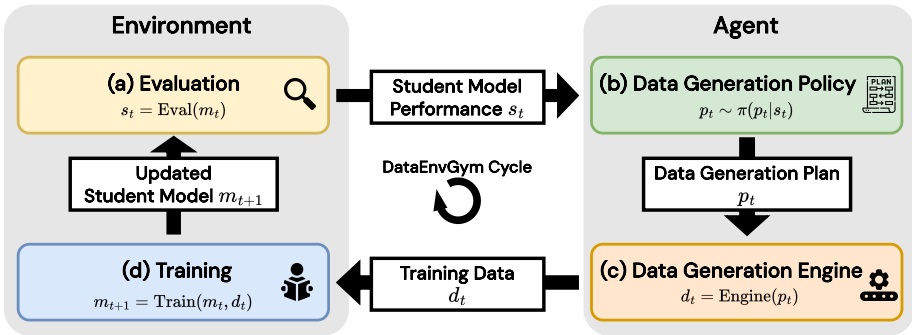 Environment
Agent
(a) Evaluation
s_t = Eval(m_t)
Student Model
Performance s_t
(b) Data Generation Policy
p_t ∼ π(p_t|s_t)
PLAN
Updated
Student Model m_{t+1}
DataEnvGym Cycle
Data Generation Plan
p_t
(d) Training
m_{t+1} = Train(m_t, d_t)
Training Data
d_t
(c) Data Generation Engine
d_t = Engine(p_t)